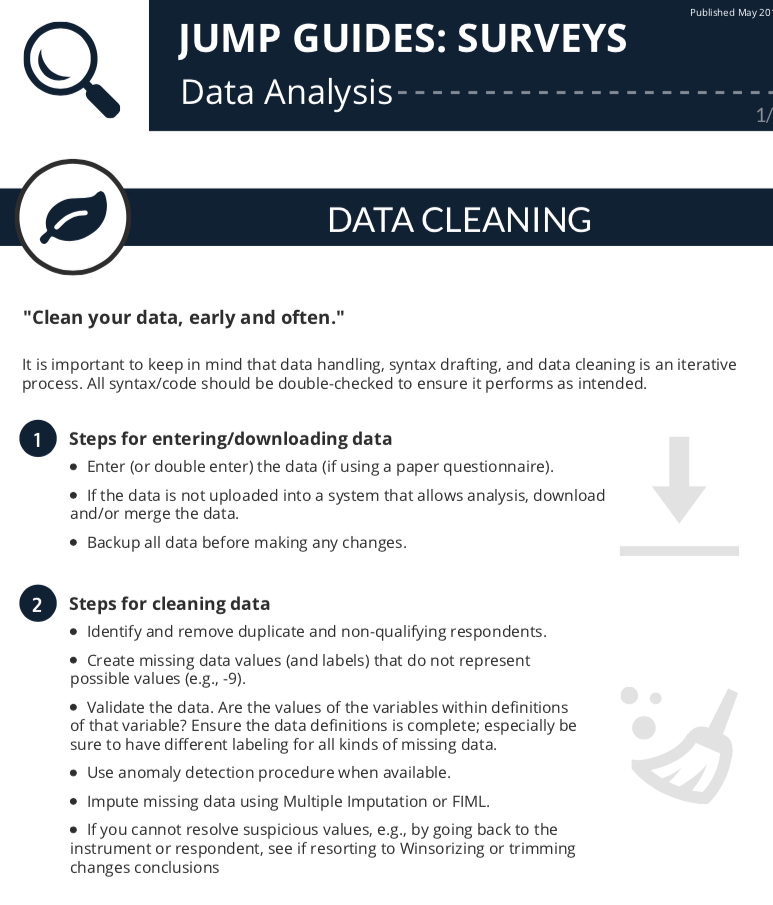 Published May 201
JUMP GUIDES: SURVEYS
Data Analysis
1/
DATA CLEANING
"Clean your data, early and often."
It is important to keep in mind that data handling, syntax drafting, and data cleaning is an iterative
process. All syntax/code should be double-checked to ensure it performs as intended.
1 Steps for entering/downloading data
• Enter (or double enter) the data (if using a paper questionnaire).
• If the data is not uploaded into a system that allows analysis, download
and/or merge the data.
• Backup all data before making any changes.
2 Steps for cleaning data
• Identify and remove duplicate and non-qualifying respondents.
• Create missing data values (and labels) that do not represent
possible values (e.g., -9).
• Validate the data. Are the values of the variables within definitions
of that variable? Ensure the data definitions is complete; especially be
sure to have different labeling for all kinds of missing data.
• Use anomaly detection procedure when available.
• Impute missing data using Multiple Imputation or FIML.
• If you cannot resolve suspicious values, e.g., by going back to the
instrument or respondent, see if resorting to Winsorizing or trimming
changes conclusions